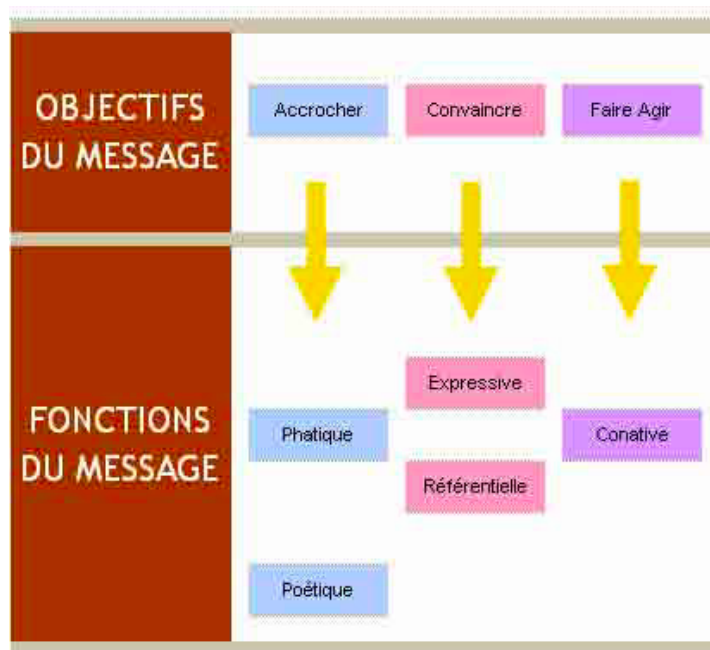 OBJECTIFS
DU MESSAGE
Accrocher
Convaincre
Faire Agir
FONCTIONS
DU MESSAGE
Expressive
Phatique
Conative
Référentielle
Poétique